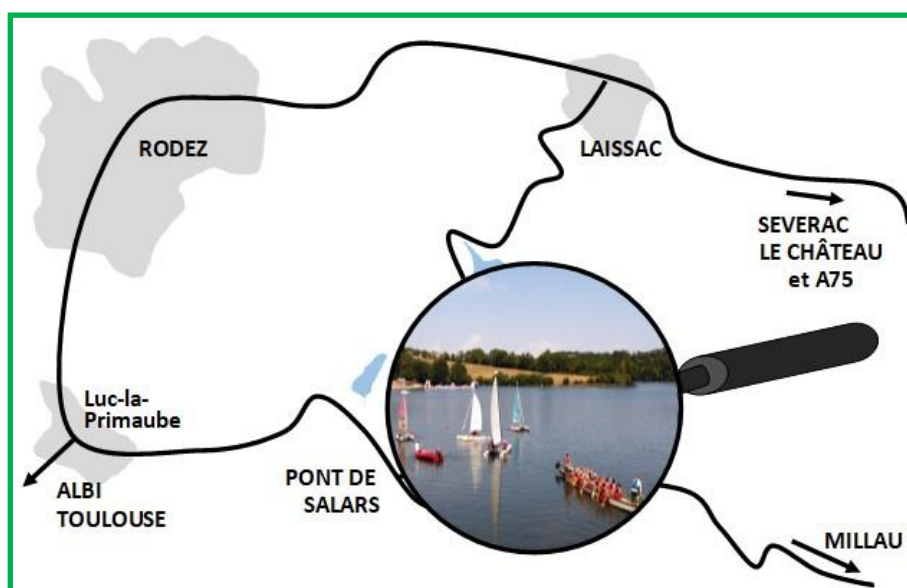 RODEZ
LAISSAC
SEVERAC
LE CHÂTEAU
et A75
Luc-la-
Primaube
PONT DE
SALARS
ALBI
TOULOUSE
MILLAU